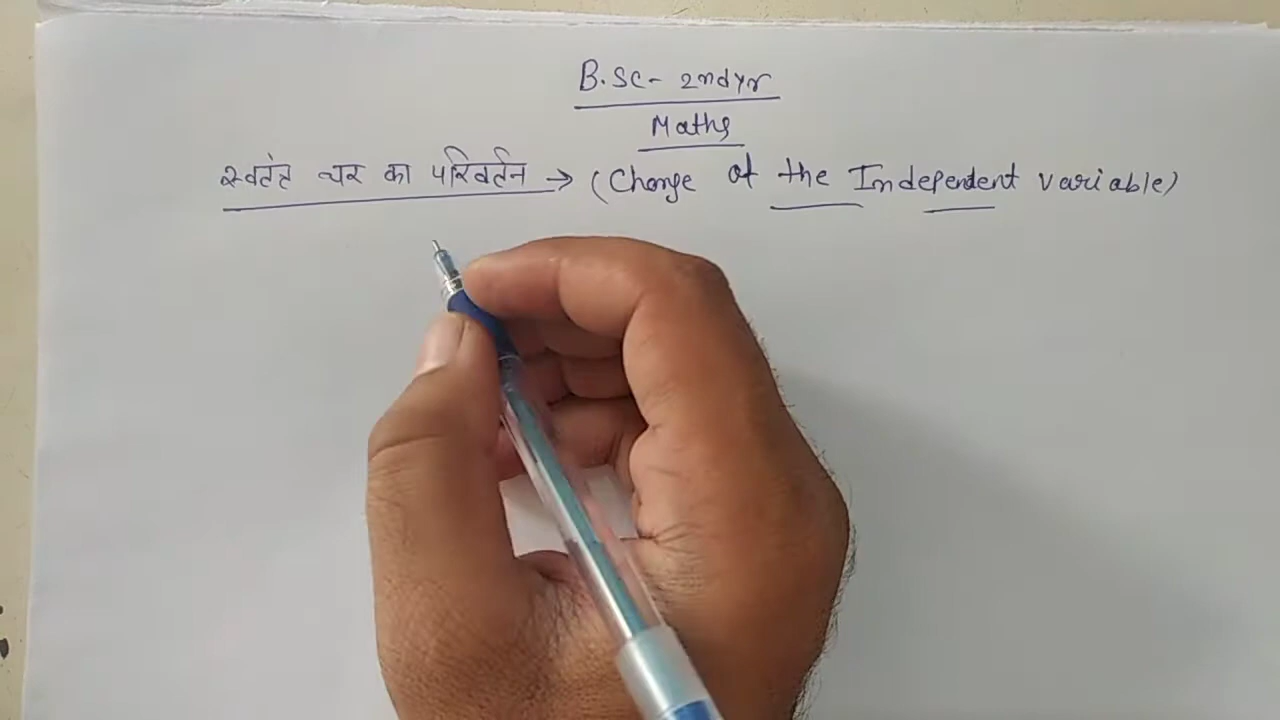 B.Sc- 2nd yr
Maths
स्वतंत्र चर का परिवर्तन → (Change of the Independent variable)